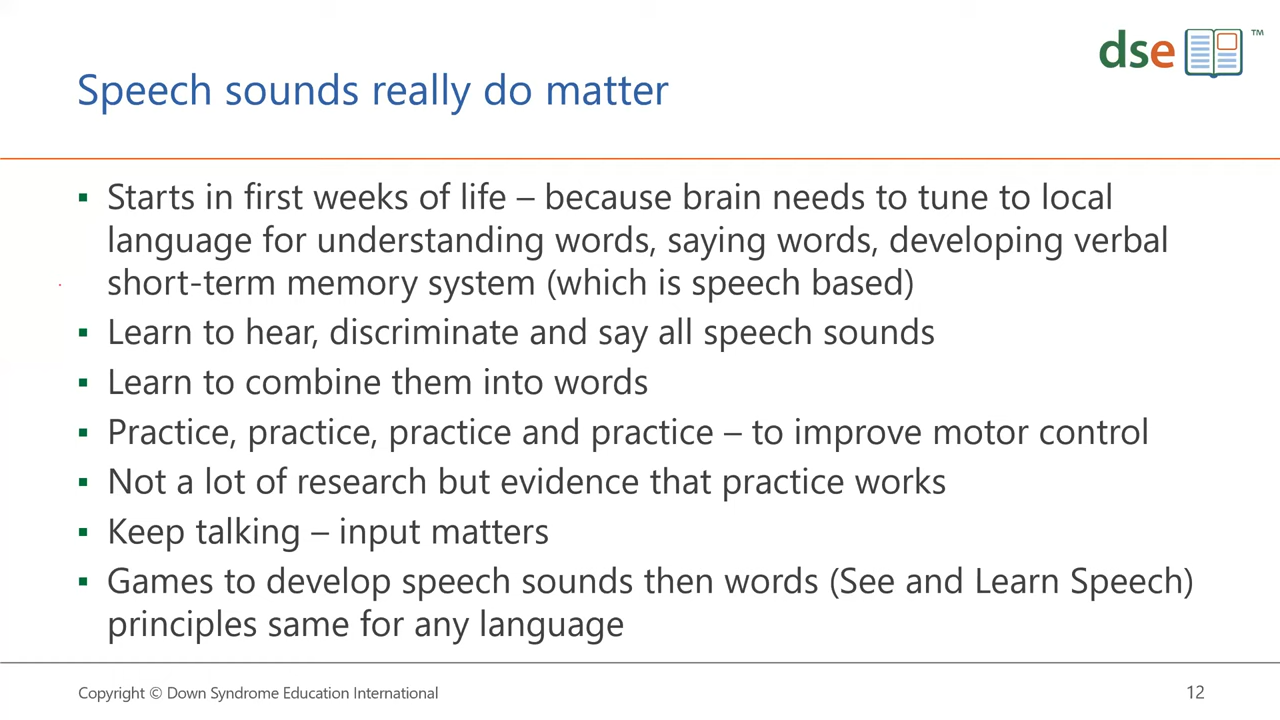 dse ™
Speech sounds really do matter
▪ Starts in first weeks of life – because brain needs to tune to local
language for understanding words, saying words, developing verbal
short-term memory system (which is speech based)
▪ Learn to hear, discriminate and say all speech sounds
▪ Learn to combine them into words
▪ Practice, practice, practice and practice – to improve motor control
▪ Not a lot of research but evidence that practice works
▪ Keep talking – input matters
▪ Games to develop speech sounds then words (See and Learn Speech)
principles same for any language
Copyright © Down Syndrome Education International
12